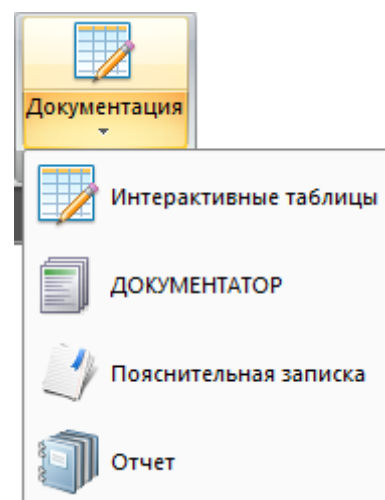 Документация
Интерактивные таблицы
ДОКУМЕНТАТОР
Пояснительная записка
Отчет